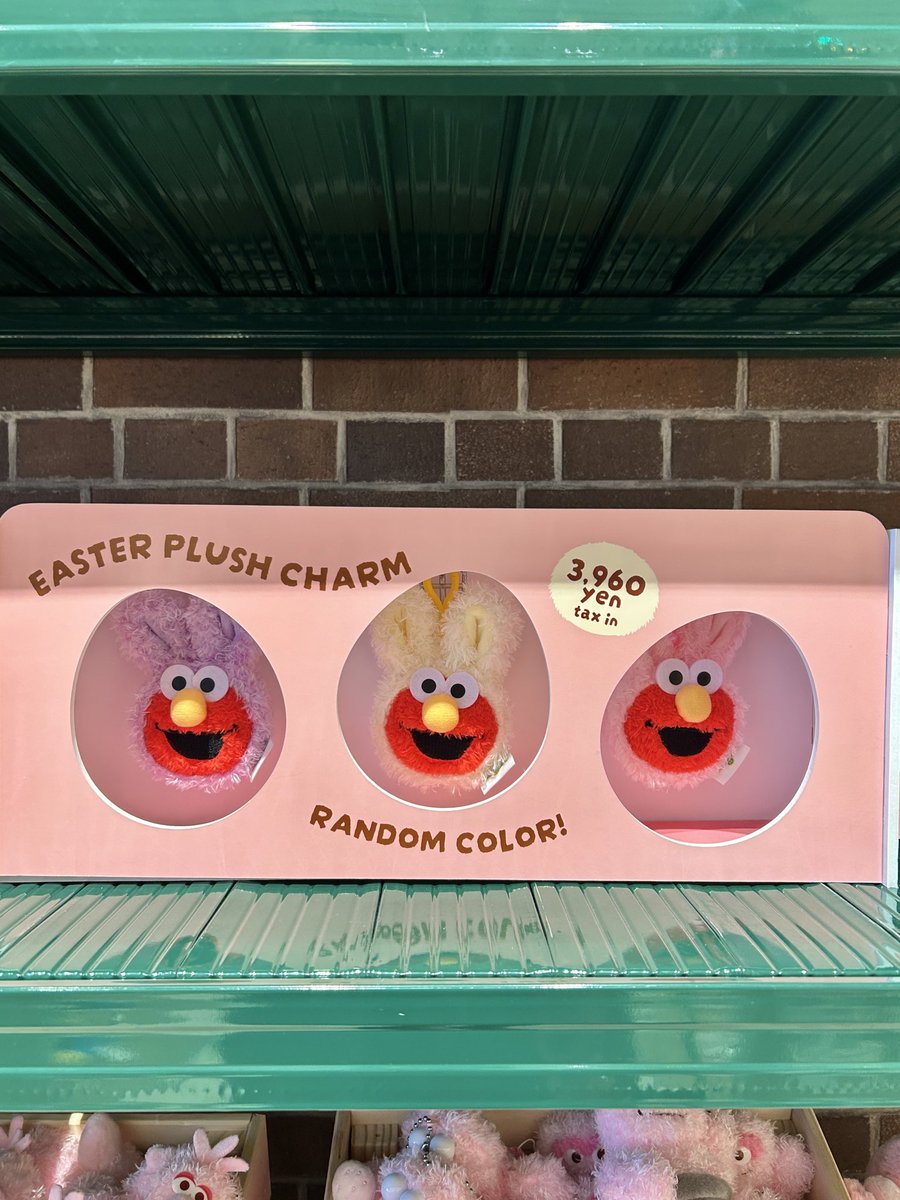 EASTER PLUSH CHARM
3,960
yen
tax in
RANDOM COLOR!